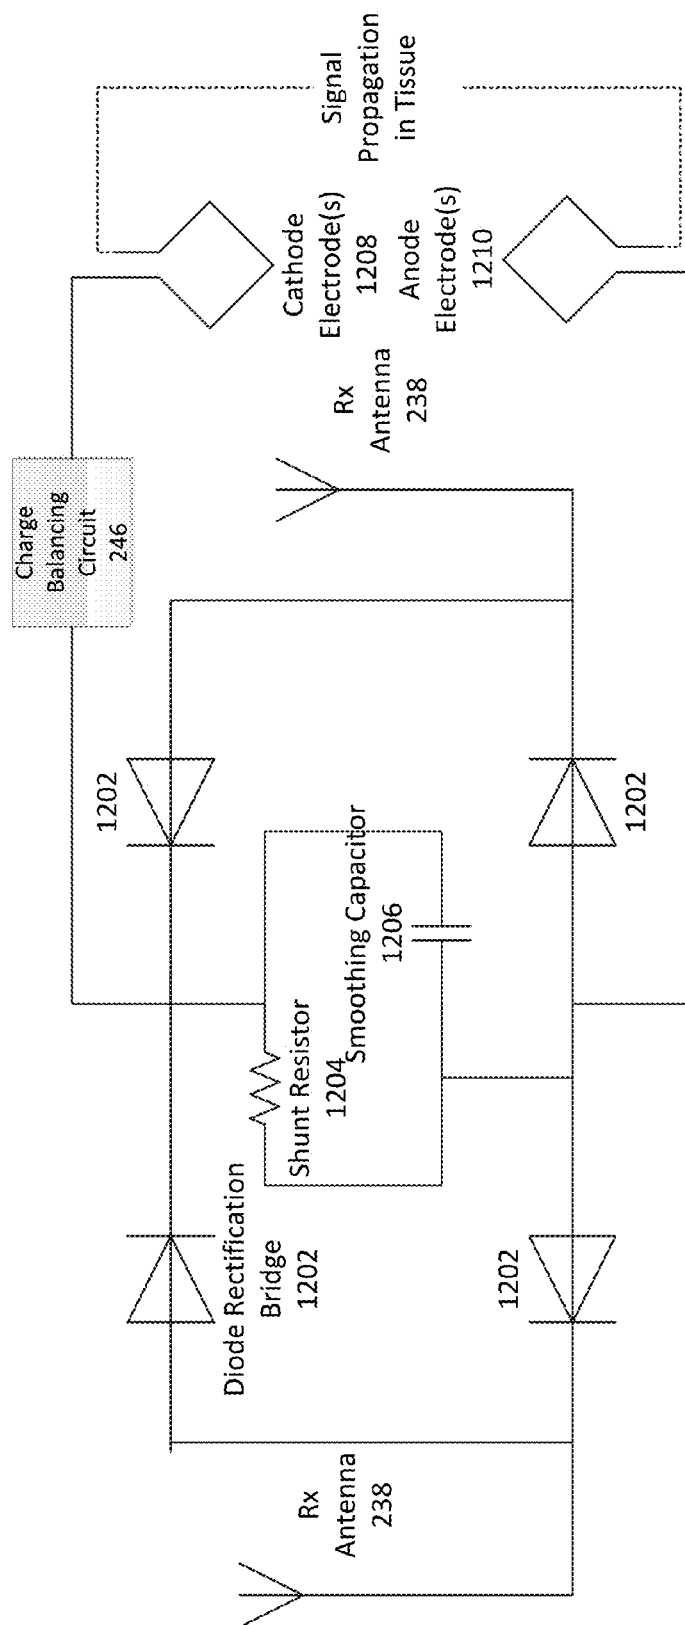 Rx
Antenna
238
Diode Rectification
Bridge
1202
1202
Shunt Resistor
1204
Smoothing Capacitor
1206
1202
1202
Charge
Balancing
Circuit
246
Rx
Antenna
238
Cathode
Electrode(s)
1208
Anode
Electrode(s)
1210
Signal
Propagation
in Tissue